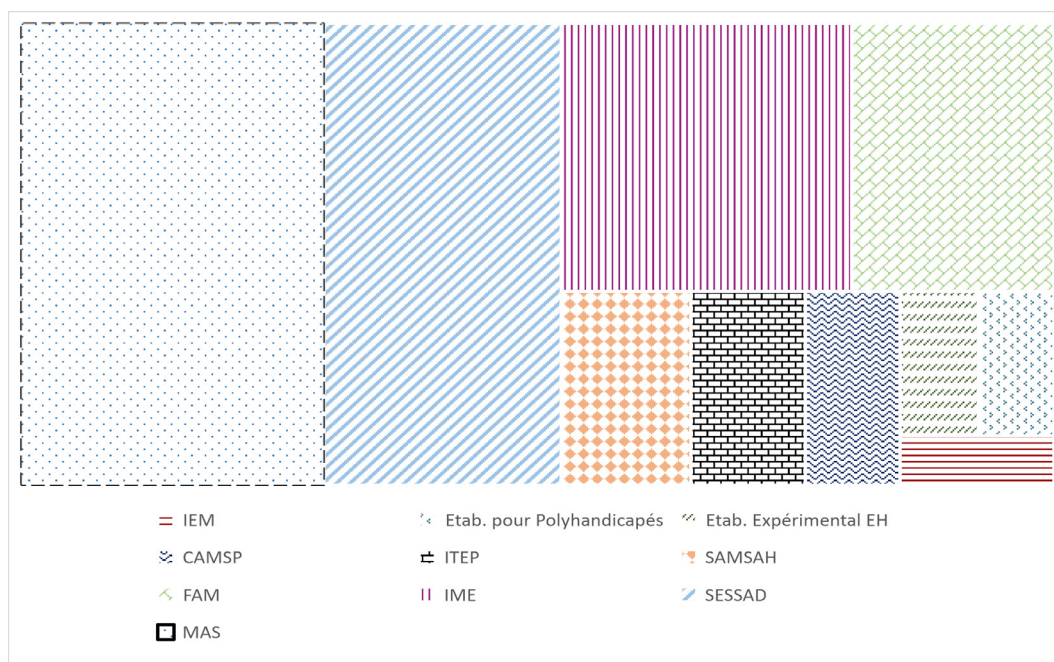 IEM Etab. pour Polyhandicapés Etab. Expérimental EH
CAMSP ITEP SAMSAH
FAM IME SESSAD
MAS